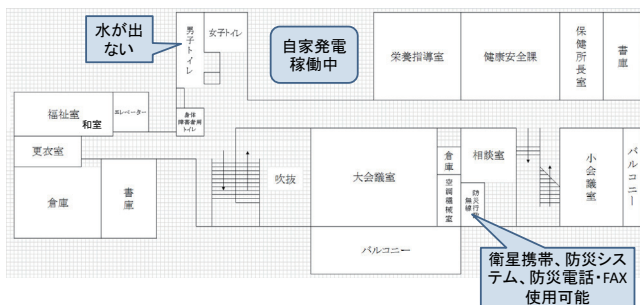 水が出
ない
男子トイレ
女子トイレ
自家発電
稼働中
栄養指導室
健康安全課
保健所長室
書庫
福祉室
和室
エレベーター
身体
障害者用
トイレ
更衣室
倉庫
書庫
吹抜
大会議室
倉庫
空調機械室
相談室
防災行政
無線
小会議室
バルコニー
バルコニー
衛星携帯、防災シス
テム、防災電話・FAX
使用可能